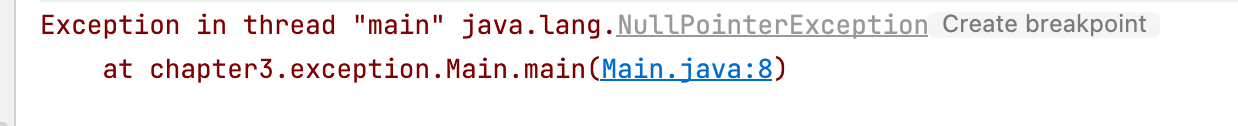 Exception in thread "main" java.lang.NullPointerException Create breakpoint
at chapter3.exception.Main.main(Main.java:8)